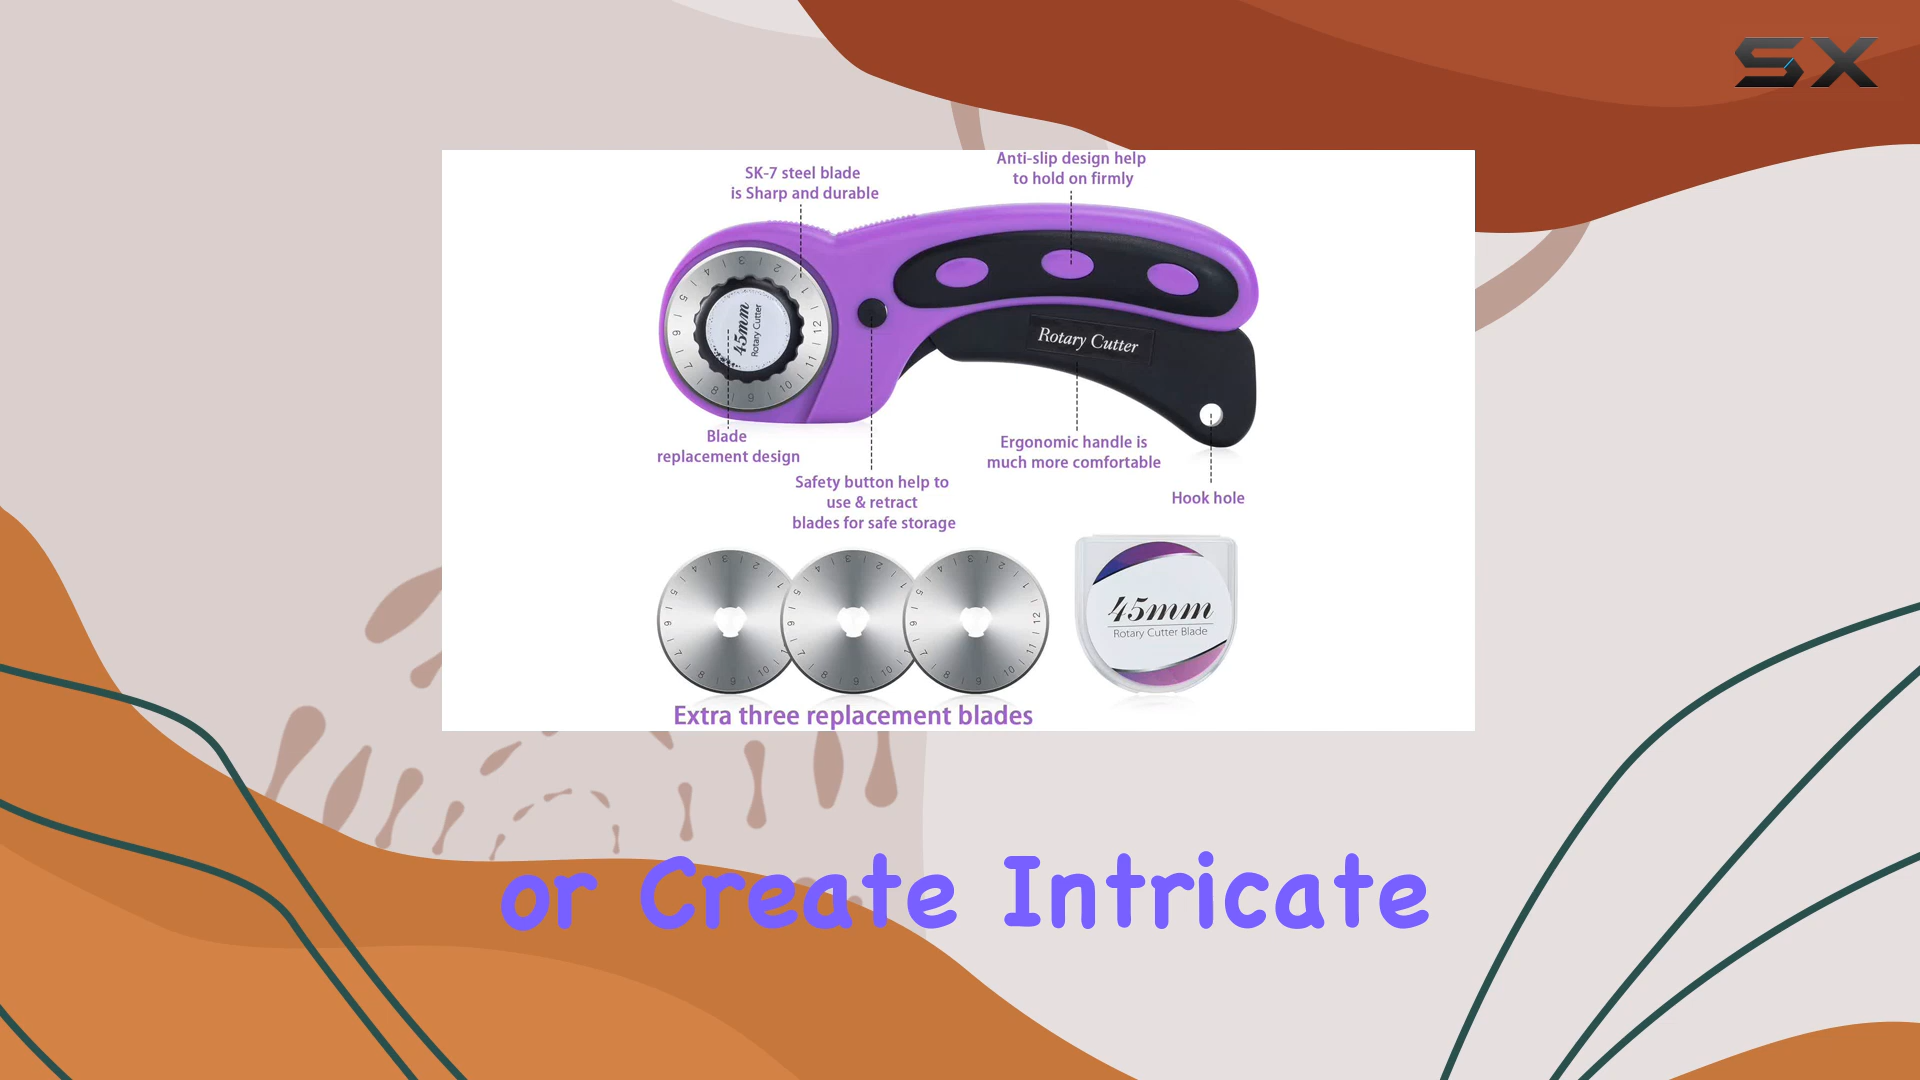 SX
SK-7 steel blade
is Sharp and durable
Anti-slip design help
to hold on firmly
45mm
Rotary Cutter
Rotary Cutter
Blade
replacement design
Safety button help to
use & retract
blades for safe storage
Ergonomic handle is
much more comfortable
Hook hole
45mm
Rotary Cutter Blade
Extra three replacement blades
or Create Intricate